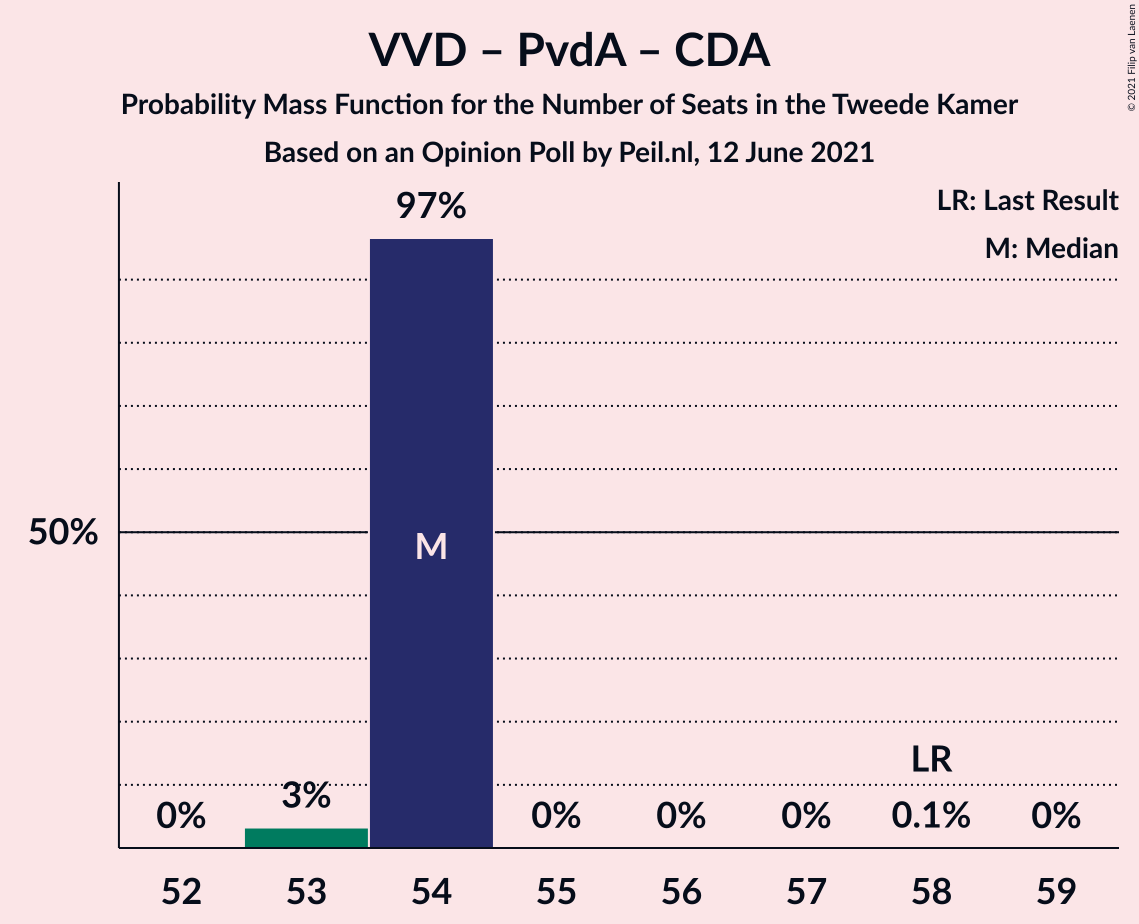 VVD – PvdA – CDA
Probability Mass Function for the Number of Seats in the Tweede Kamer
Based on an Opinion Poll by Peil.nl, 12 June 2021
© 2021 Filip van Laenen
LR: Last Result
M: Median
97%
50%
M
LR
0%
3%
0%
0%
0%
0.1%
0%
52
53
54
55
56
57
58
59